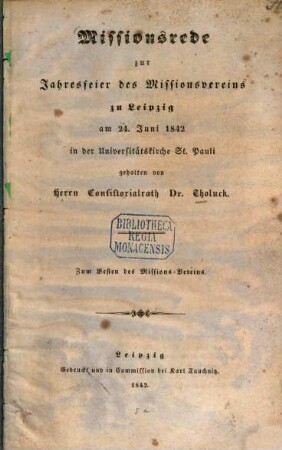 Missionsrede
zur
Jahresfeier des Missionsvereins
zu Leipzig
am 24. Juni 1842
in der Universitätskirche St. Pauli
gehalten von
Herrn Consistorialrath Dr. Tholuck.
BIBLIOTHECA
REGIA
MONACENSIS.
Zum Besten des Missions-Vereins.
Leipzig
Gedruckt und in Commission bei Karl Tauchnitz.
1842.